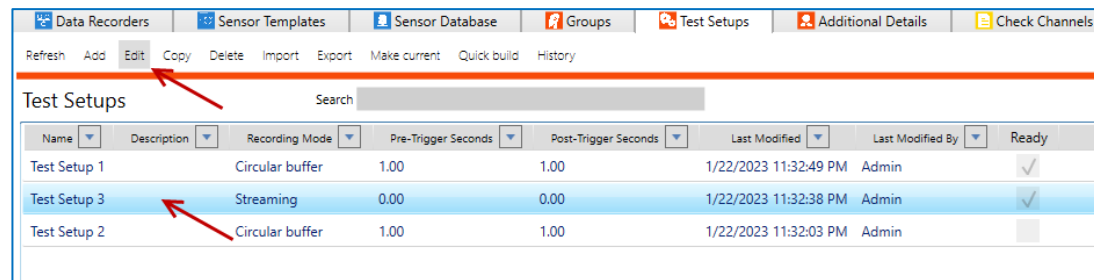 Data Recorders Sensor Templates Sensor Database Groups Test Setups Additional Details Check Channels
Refresh Add Edit Copy Delete Import Export Make current Quick build History
Test Setups Search
Name Description Recording Mode Pre-Trigger Seconds Post-Trigger Seconds Last Modified Last Modified By Ready
Test Setup 1 Circular buffer 1.00 1.00 1/22/2023 11:32:49 PM Admin
Test Setup 3 Streaming 0.00 0.00 1/22/2023 11:32:38 PM Admin
Test Setup 2 Circular buffer 1.00 1.00 1/22/2023 11:32:03 PM Admin